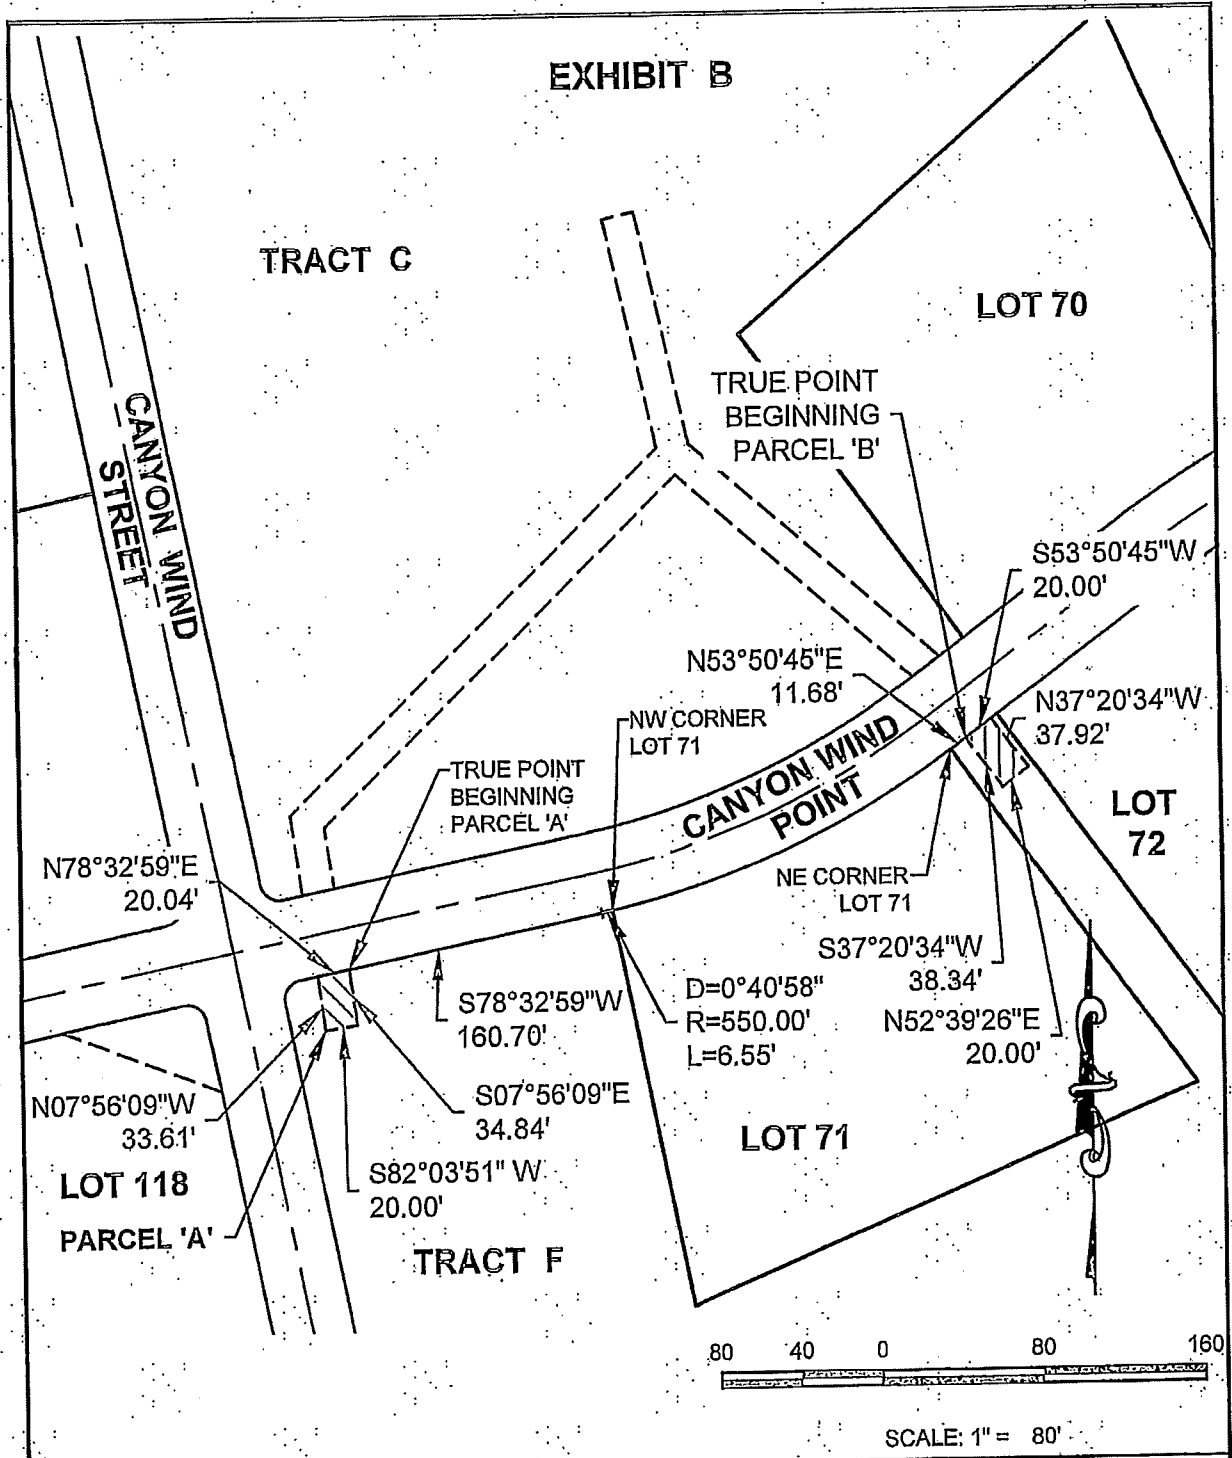 EXHIBIT B
TRACT C
LOT 70
TRUE POINT
BEGINNING
PARCEL 'B'
CANYON WIND
STREET
S53°50'45"W
20.00'
N53°50'45"E
11.68'
N37°20'34"W
37.92'
NW CORNER
LOT 71
TRUE POINT
BEGINNING
PARCEL 'A'
CANYON WIND
POINT
LOT
72
N78°32'59"E
20.04'
NE CORNER
LOT 71
S37°20'34"W
38.34'
S78°32'59"W
160.70'
D=0°40'58"
R=550.00'
L=6.55'
N52°39'26"E
20.00'
N07°56'09"W
33.61'
S07°56'09"E
34.84'
LOT 71
LOT 118
S82°03'51" W
20.00'
PARCEL 'A'
TRACT F
80 40 0 80 160
SCALE: 1" = 80'